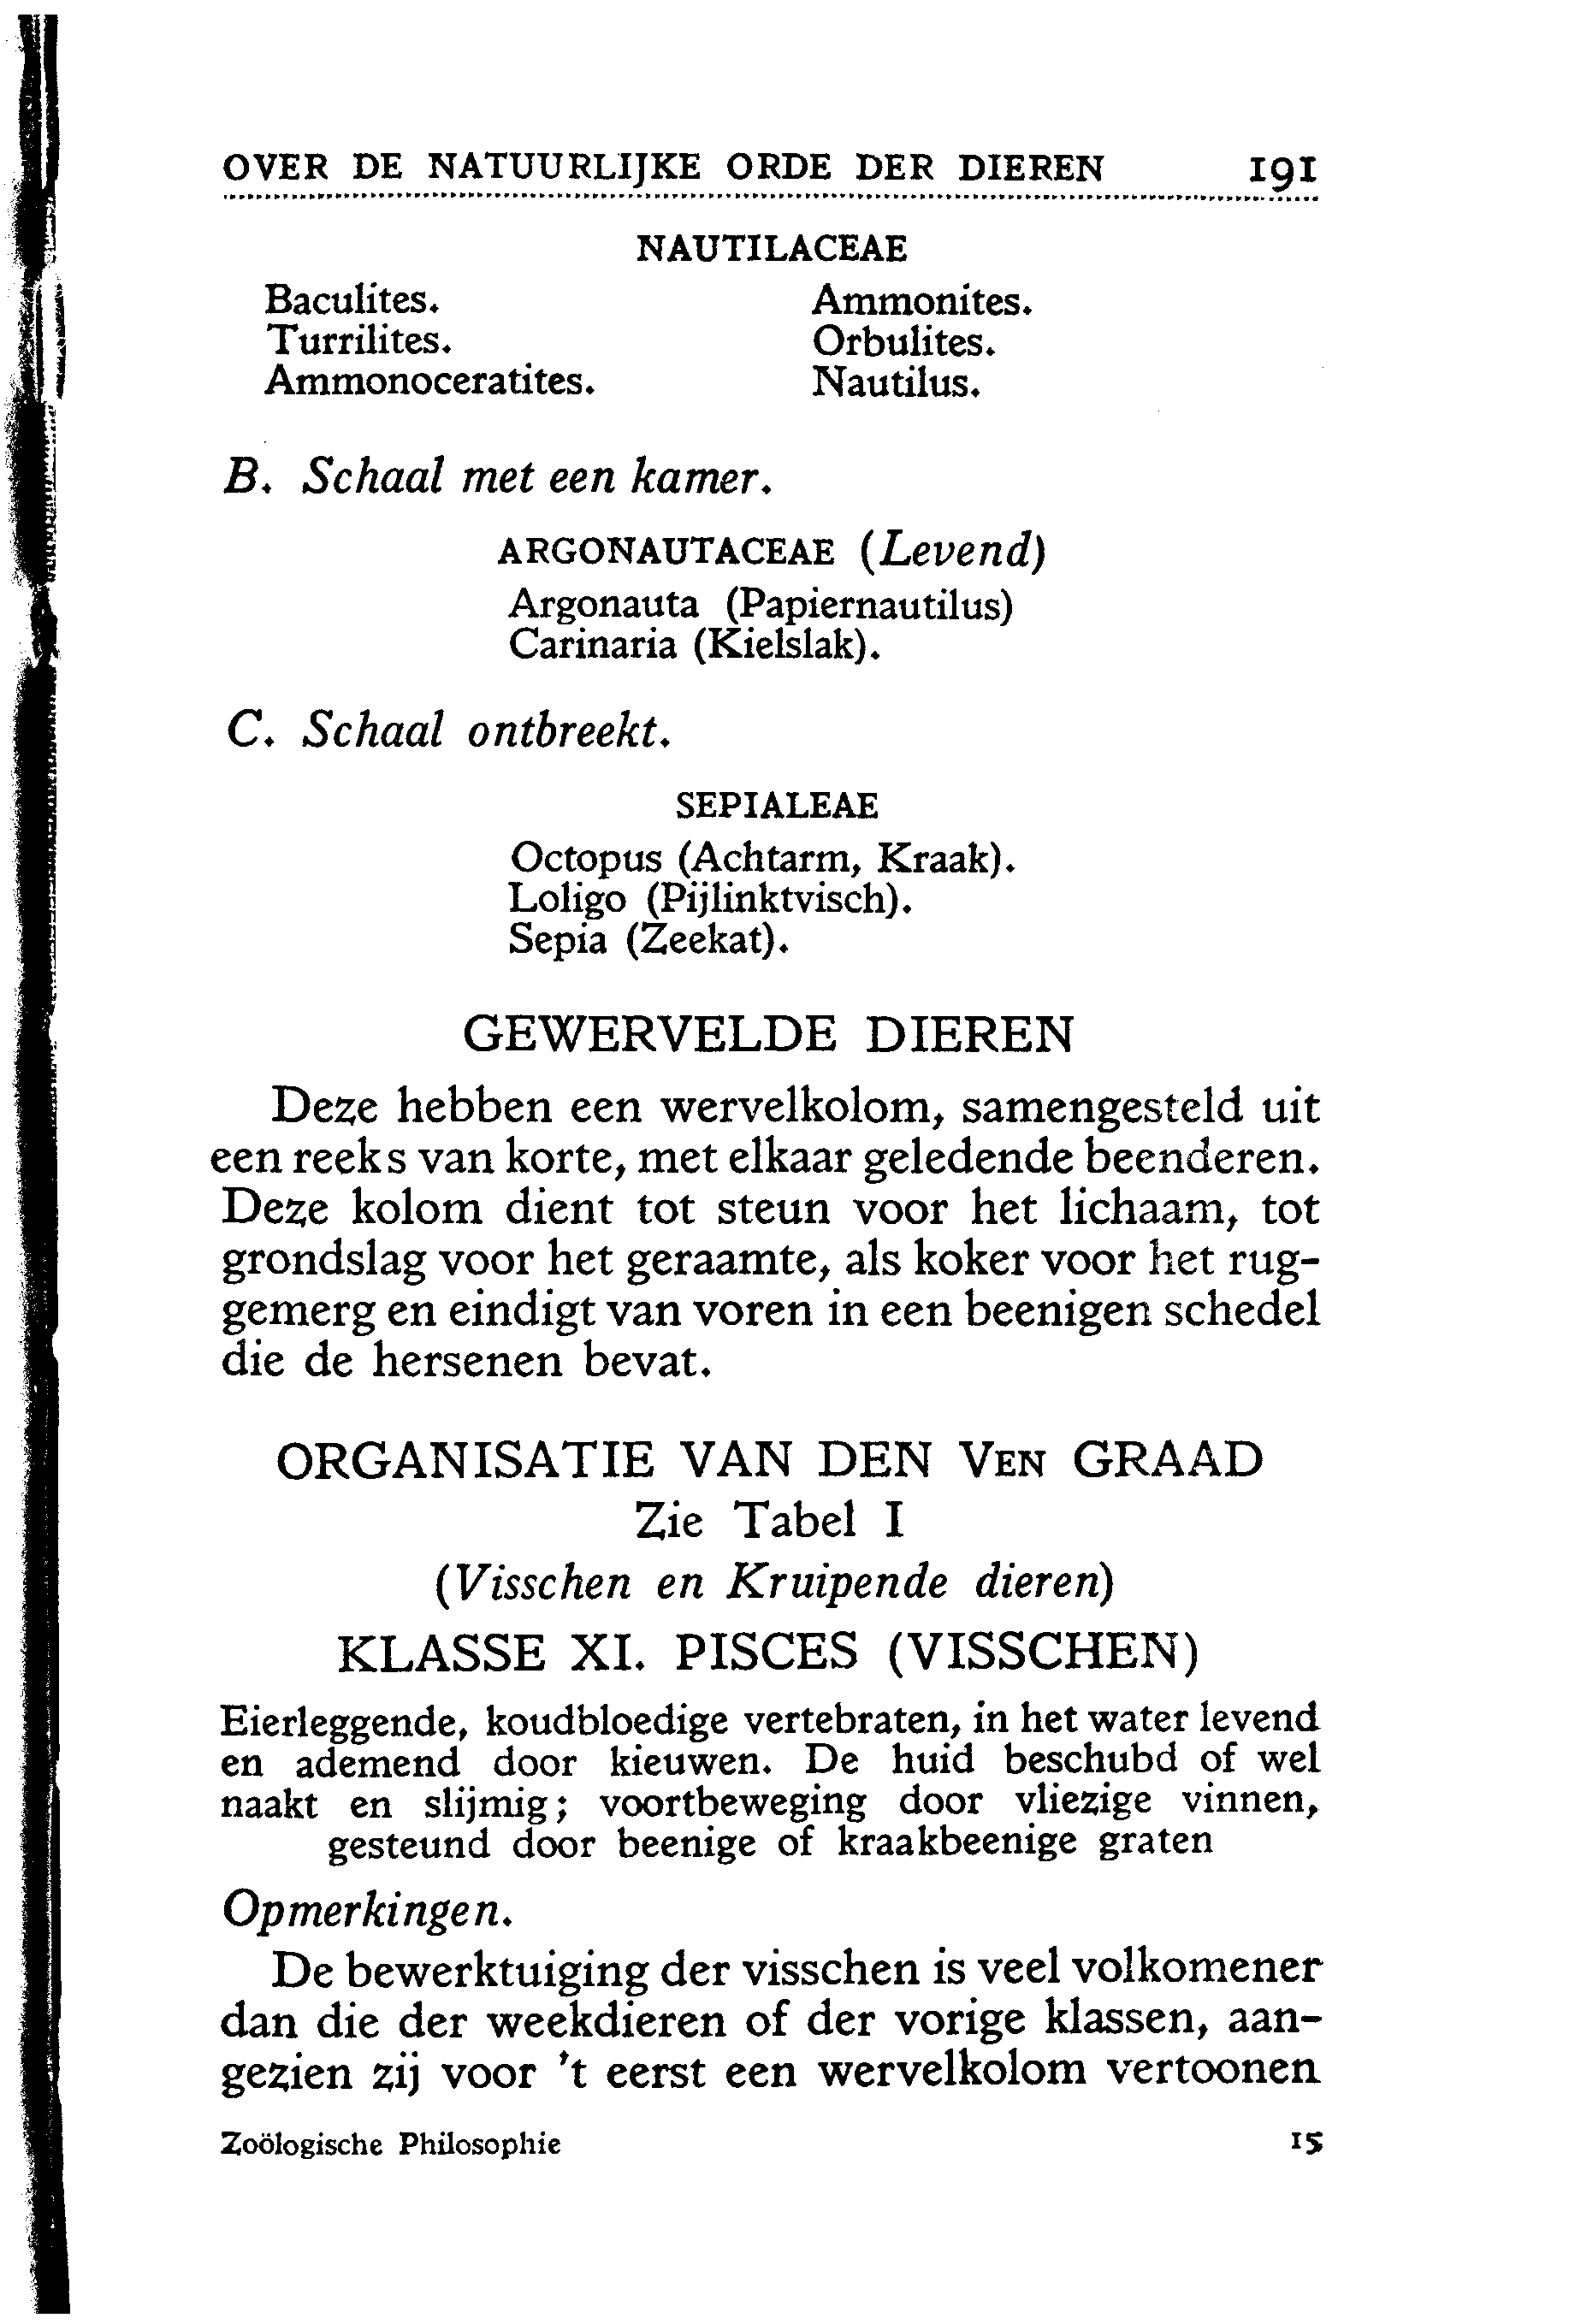 OVER DE NATUURLIJKE ORDE DER DIEREN 191
NAUTILACEAE
Baculites. Ammonites.
Turrilites. Orbulites.
Ammonoceratites. Nautilus.
B. Schaal met een kamer.
ARGONAUTACEAE (Levend)
Argonauta (Papiernautilus)
Carinaria (Kielslak).
C. Schaal ontbreekt.
SEPIALEAE
Octopus (Achtarm, Kraak).
Loligo (Pijlinktvisch).
Sepia (Zeekat).
GEWERVELDE DIEREN
Deze hebben een wervelkolom, samengesteld uit
een reeks van korte, met elkaar geledende beenderen.
Deze kolom dient tot steun voor het lichaam, tot
grondslag voor het geraamte, als koker voor het rug-
gemerg en eindigt van voren in een beenigen schedel
die de hersenen bevat.
ORGANISATIE VAN DEN VEN GRAAD
Zie Tabel I
(Visschen en Kruipende dieren)
KLASSE XI. PISCES (VISSCHEN)
Eierleggende, koudbloedige vertebraten, in het water levend
en ademend door kieuwen. De huid beschubd of wel
naakt en slijmig; voortbeweging door vliezige vinnen,
gesteund door beenige of kraakbeenige graten
Opmerkingen.
De bewerktuiging der visschen is veel volkomener
dan die der weekdieren of der vorige klassen, aan-
gezien zij voor 't eerst een wervelkolom vertoonen
Zoölogische Philosophie 15